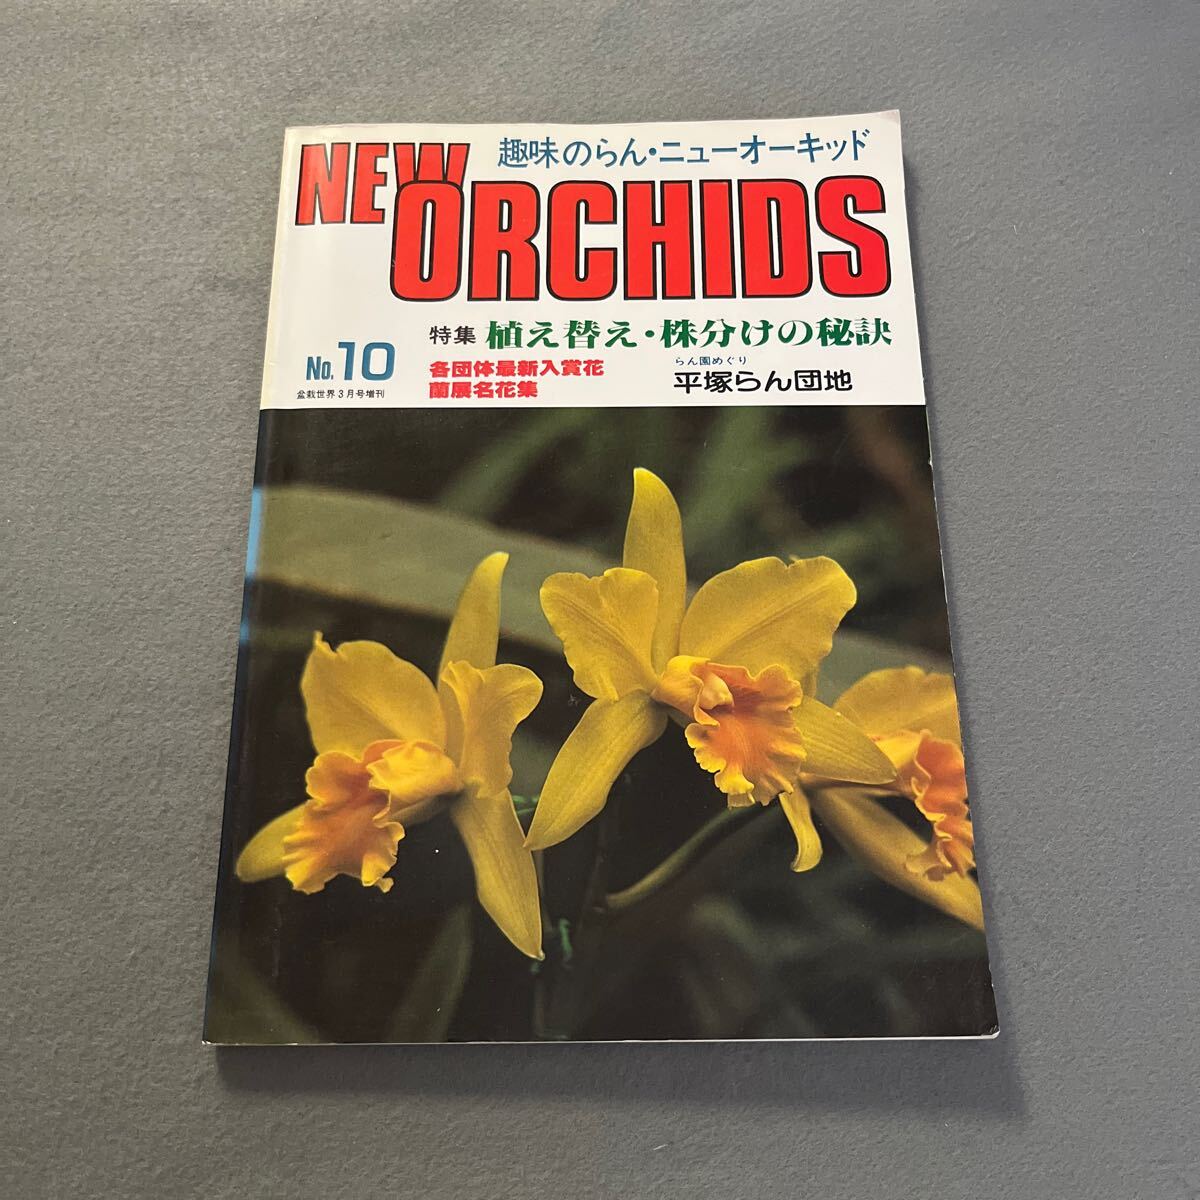 趣味のらん・ニューオーキッド
NEW
ORCHIDS
特集 植え替え・株分けの秘訣
No.10
盆栽世界3月号増刊
各団体最新入賞花
蘭展名花集
らん園めぐり
平塚らん団地